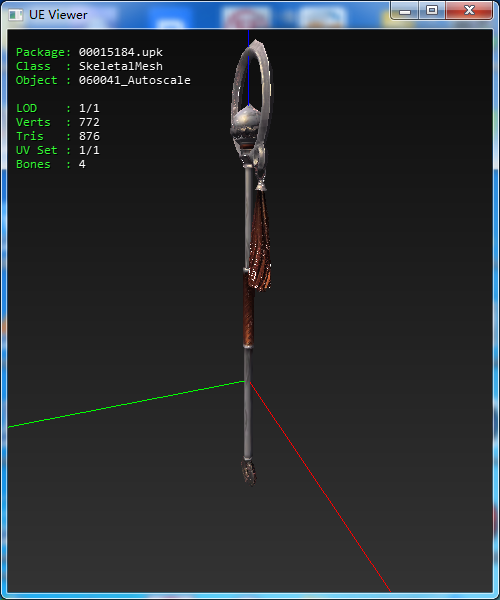 UE Viewer
Package: 00015184.upk
Class  : SkeletalMesh
Object : 060041_Autoscale
LOD    : 1/1
Verts  : 772
Tris   : 876
UV Set : 1/1
Bones  : 4